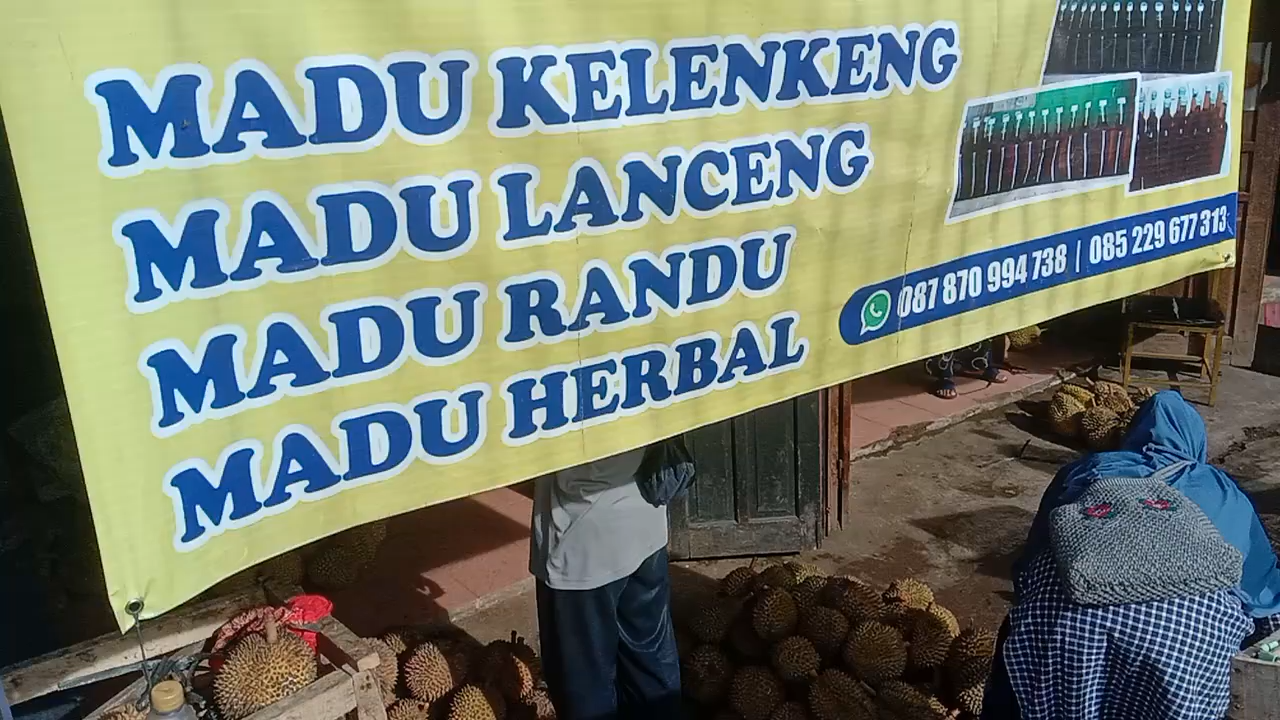 MADU KELENKENG
MADU LANCENG
MADU RANDU
MADU HERBAL
087 870 994 738 | 085 229 677 313